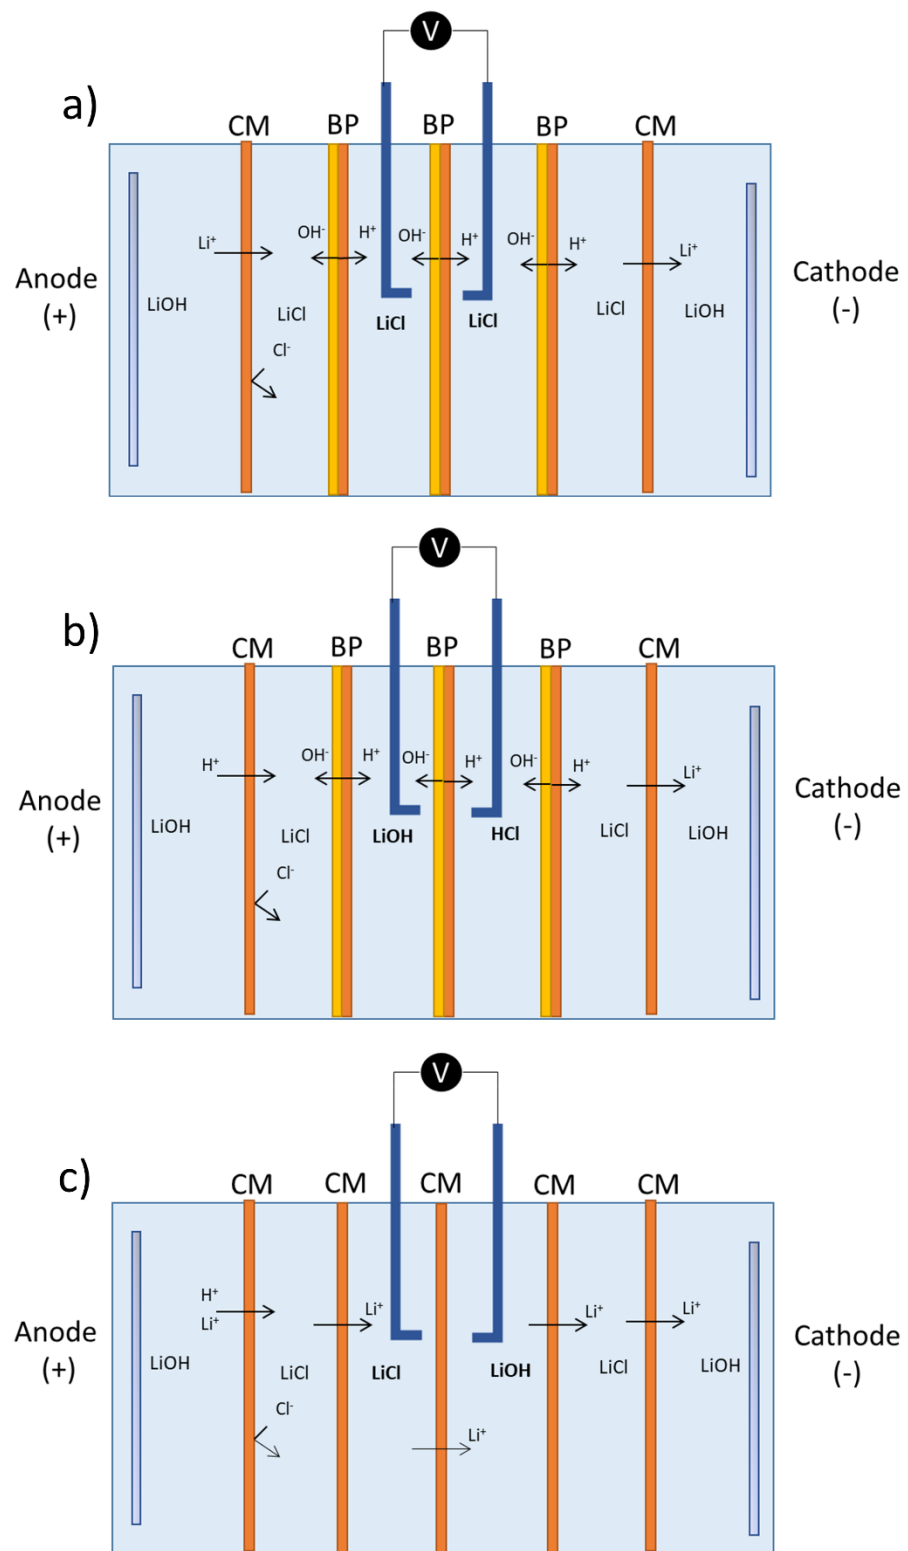 V
a)
CM BP BP BP CM
Li⁺ OH⁻ H⁺ OH⁻ H⁺ OH⁻ H⁺ Li⁺
Anode
(+)
Cathode
(-)
LiOH LiCl LiCl LiCl LiCl LiOH
Cl⁻
V
b)
CM BP BP BP CM
H⁺ OH⁻ H⁺ OH⁻ H⁺ OH⁻ H⁺ Li⁺
Anode
(+)
Cathode
(-)
LiOH LiCl LiOH HCl LiCl LiOH
Cl⁻
V
c)
CM CM CM CM CM
H⁺
Li⁺ Li⁺ Li⁺ Li⁺
Anode
(+)
Cathode
(-)
LiOH LiCl LiCl LiOH LiCl LiOH
Cl⁻
Li⁺